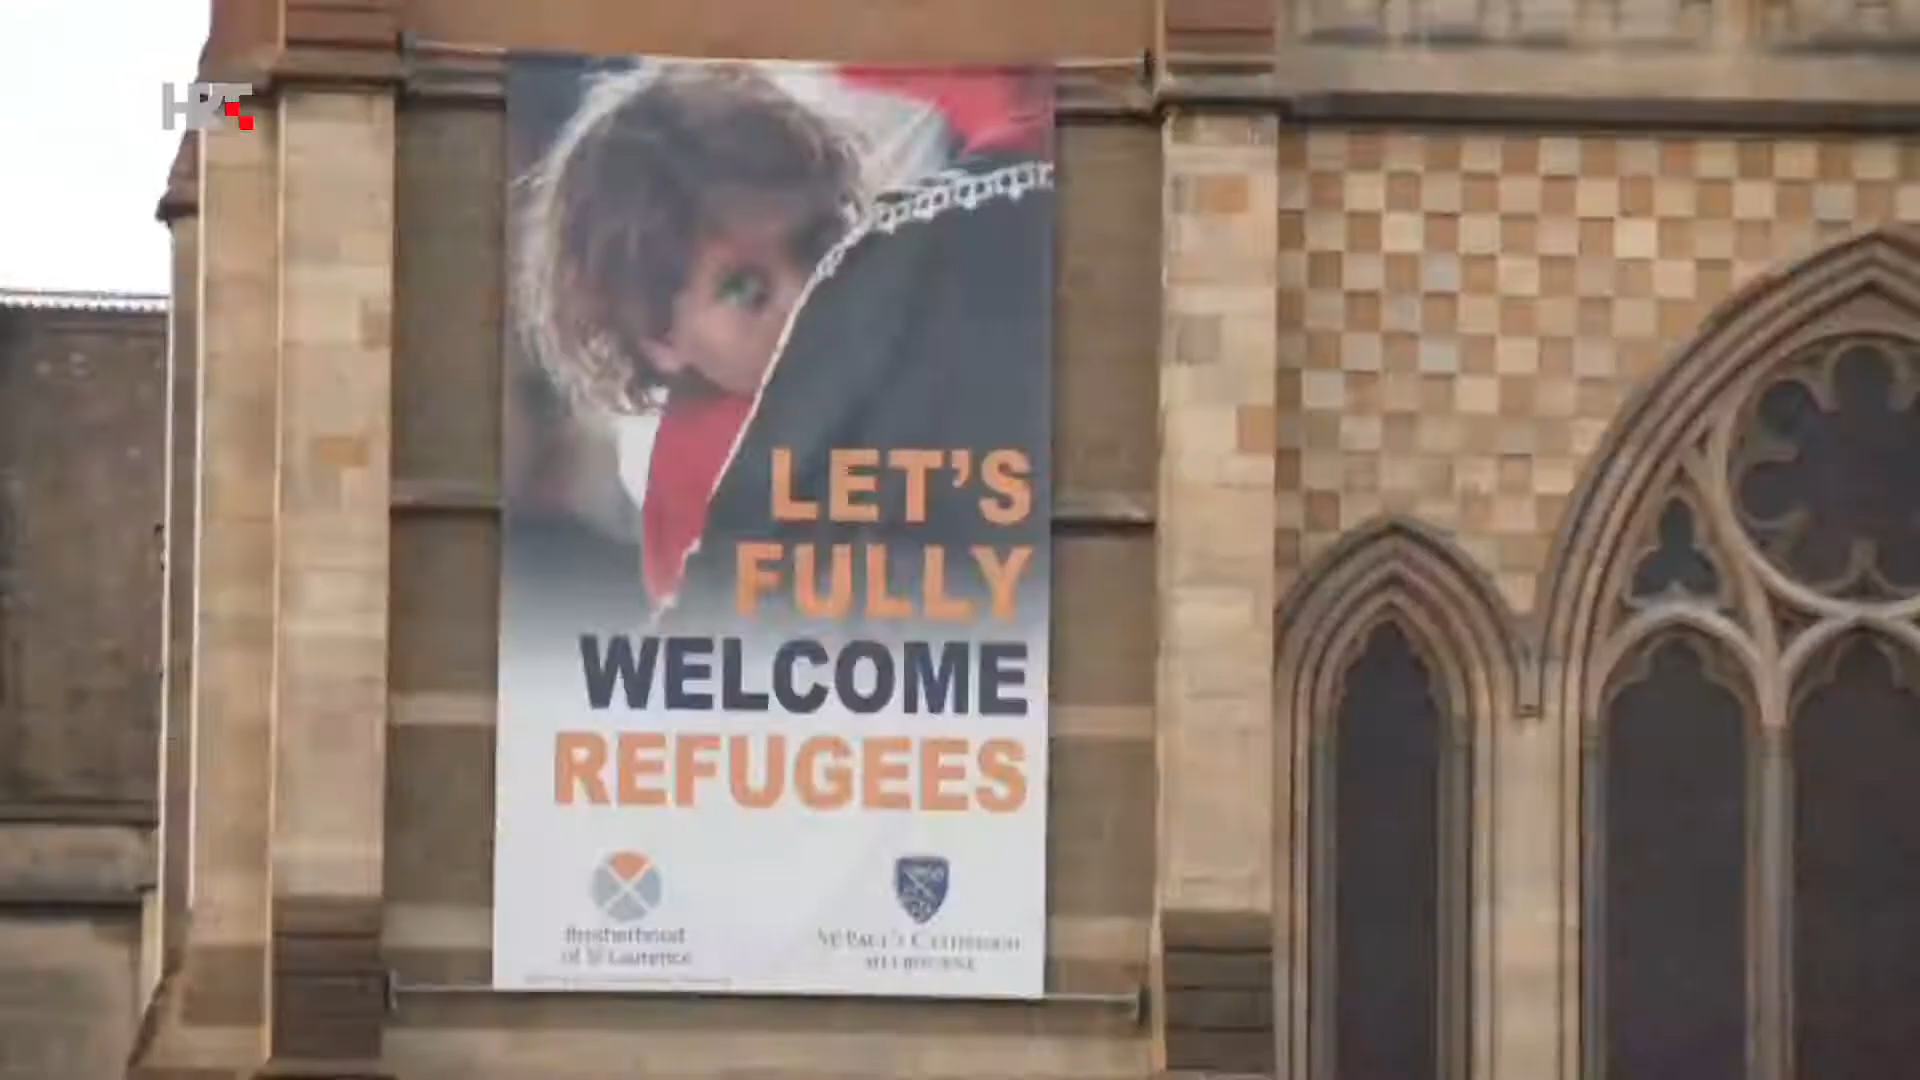 HRT
LET'S
FULLY
WELCOME
REFUGEES
Brotherhood
of St Laurence
ST PAUL'S CATHEDRAL
MELBOURNE